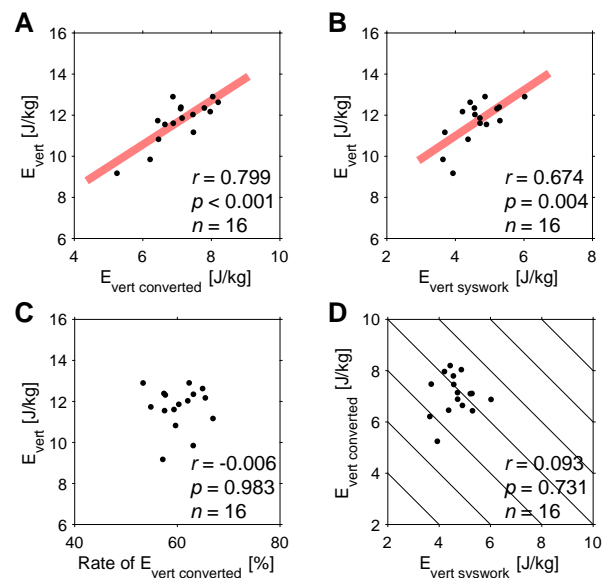 A
B
16
14
12
10
8
6
E_vert [J/kg]
r = 0.799
p < 0.001
n = 16
4
6
8
10
E_vert converted [J/kg]
16
14
12
10
8
6
E_vert [J/kg]
r = 0.674
p = 0.004
n = 16
2
4
6
8
E_vert syswork [J/kg]
C
D
16
14
12
10
8
6
E_vert [J/kg]
r = -0.006
p = 0.983
n = 16
40
60
80
Rate of E_vert converted [%]
10
8
6
4
2
E_vert converted [J/kg]
r = 0.093
p = 0.731
n = 16
2
4
6
8
10
E_vert syswork [J/kg]